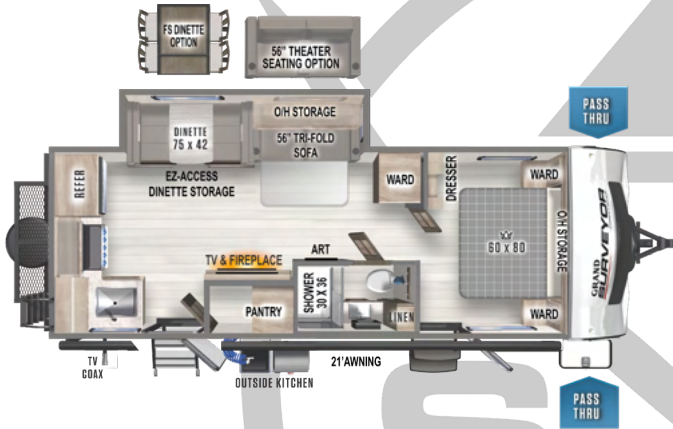 FS DINETTE
OPTION
56" THEATER
SEATING OPTION
PASS
THRU
O/H STORAGE
DINETTE
75 x 42
56" TRI-FOLD
SOFA
REFER
EZ-ACCESS
DINETTE STORAGE
WARD
DRESSER
WARD
60 x 80
O/H STORAGE
GRAND
SURVEYOR
ART
TV & FIREPLACE
SHOWER
30 X 36
PANTRY
LINEN
WARD
TV
COAX
21'AWNING
OUTSIDE KITCHEN
PASS
THRU